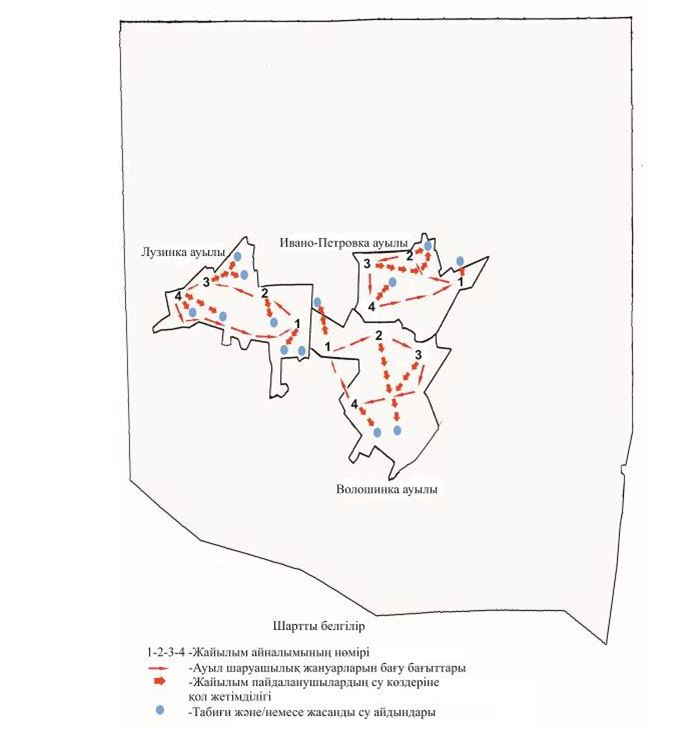 Ивано-Петровка ауылы
Лузинка ауылы
3
2
1
4
3
4
2
1
1
2
3
4
Волошинка ауылы
Шартты белгілір
1-2-3-4 -Жайылым айналымының нөмірі
-Ауыл шаруашылық жануарларын бағу бағыттары
-Жайылым пайдаланушылардың су көздеріне
қол жетімділігі
-Табиғи және/немесе жасанды су айдындары